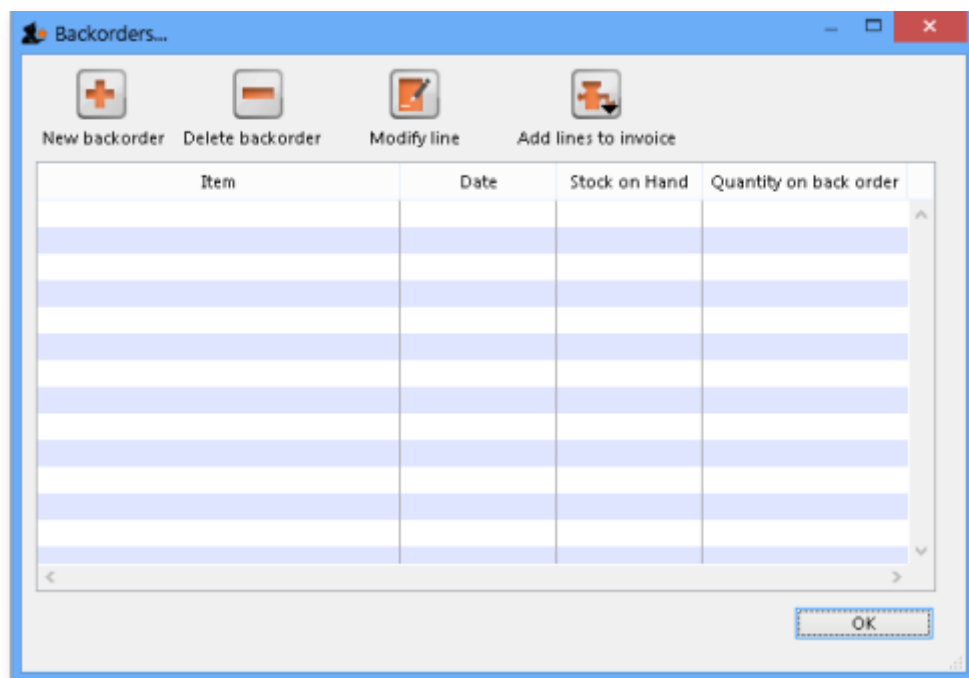 Backorders...
New backorder Delete backorder Modify line Add lines to invoice
Item Date Stock on Hand Quantity on back order
OK